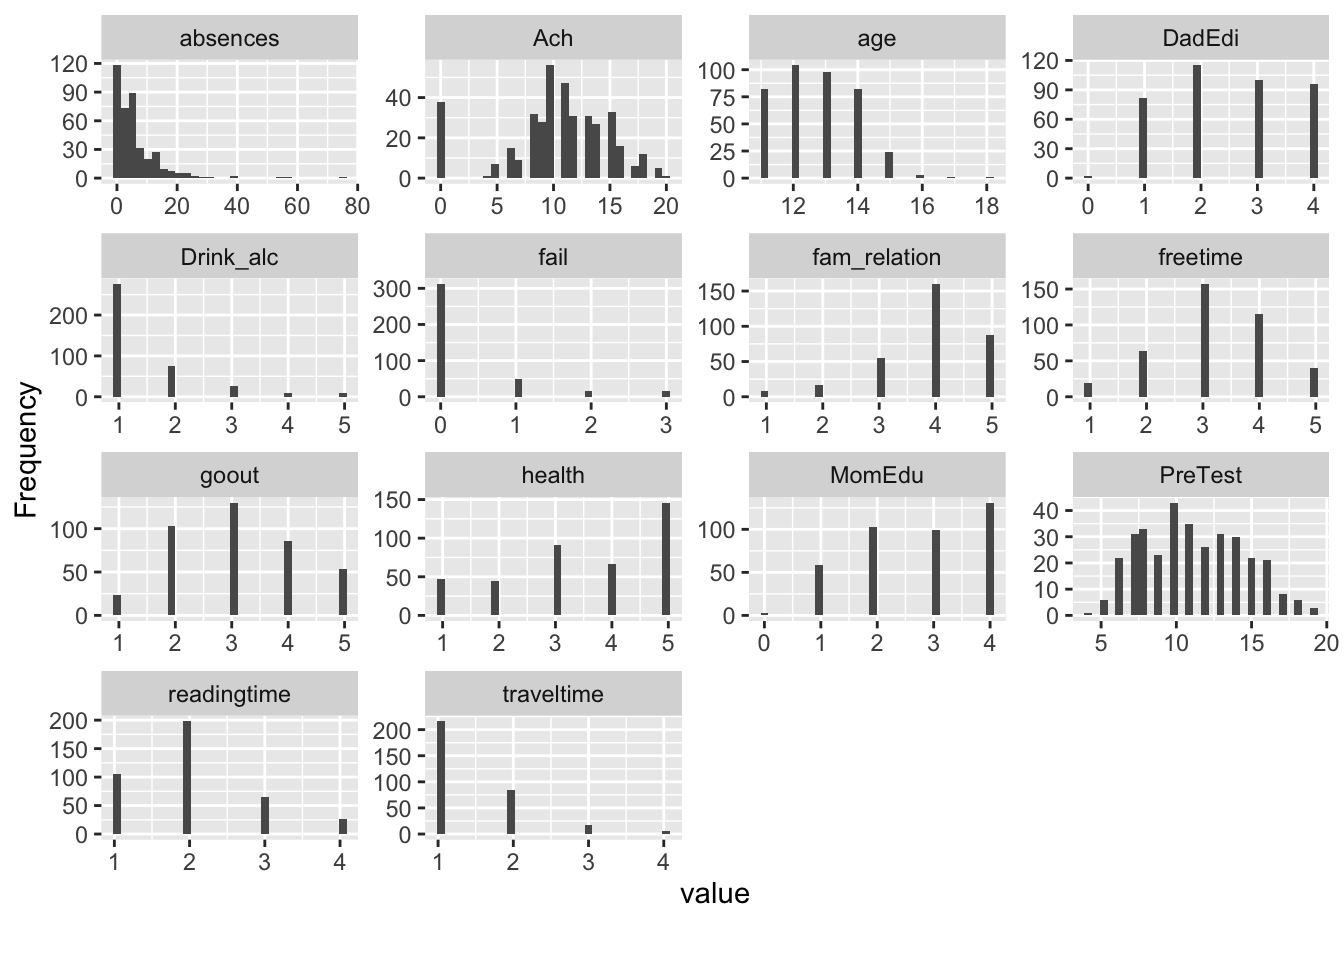 absences
120
90
60
30
0
0 20 40 60 80
Ach
40
20
0
0 5 10 15 20
age
100
75
50
25
0
12 14 16 18
DadEdi
120
90
60
30
0
0 1 2 3 4
Drink_alc
200
100
0
1 2 3 4 5
fail
300
200
100
0
0 1 2 3
fam_relation
150
100
50
0
1 2 3 4 5
freetime
150
100
50
0
1 2 3 4 5
Frequency
goout
100
50
0
1 2 3 4 5
health
150
100
50
0
1 2 3 4 5
MomEdu
100
50
0
0 1 2 3 4
PreTest
40
30
20
10
0
5 10 15 20
readingtime
200
150
100
50
0
1 2 3 4
traveltime
200
150
100
50
0
1 2 3 4
value